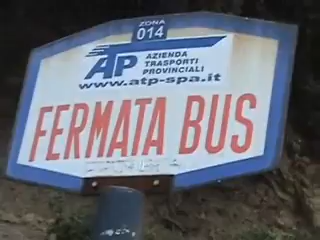 ZONA
014
ATP AZIENDA
TRASPORTI
PROVINCIALI
www.atp-spa.it
FERMATA BUS